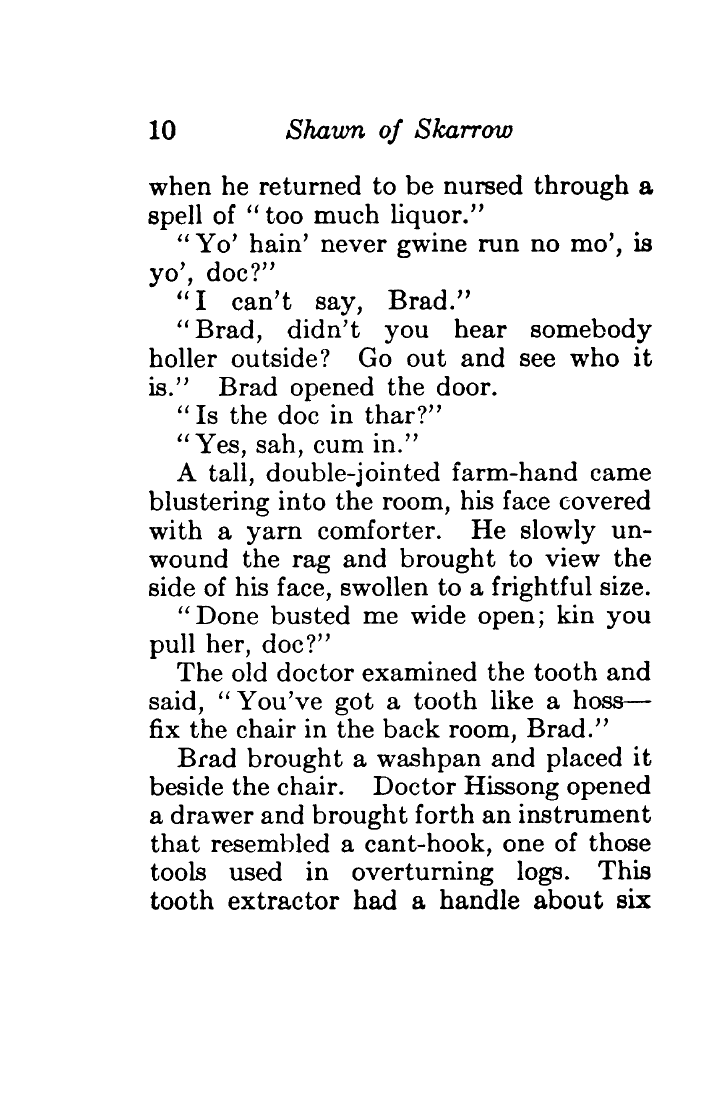 10 Shawn of Skarrow
when he returned to be nursed through a
spell of "too much liquor."
"Yo' hain' never gwine run no mo', is
yo', doc?"
"I can't say, Brad."
"Brad, didn't you hear somebody
holler outside? Go out and see who it
is." Brad opened the door.
"Is the doc in thar?"
"Yes, sah, cum in."
A tall, double-jointed farm-hand came
blustering into the room, his face covered
with a yarn comforter. He slowly un-
wound the rag and brought to view the
side of his face, swollen to a frightful size.
"Done busted me wide open; kin you
pull her, doc?"
The old doctor examined the tooth and
said, "You've got a tooth like a hoss—
fix the chair in the back room, Brad."
Brad brought a washpan and placed it
beside the chair. Doctor Hissong opened
a drawer and brought forth an instrument
that resembled a cant-hook, one of those
tools used in overturning logs. This
tooth extractor had a handle about six